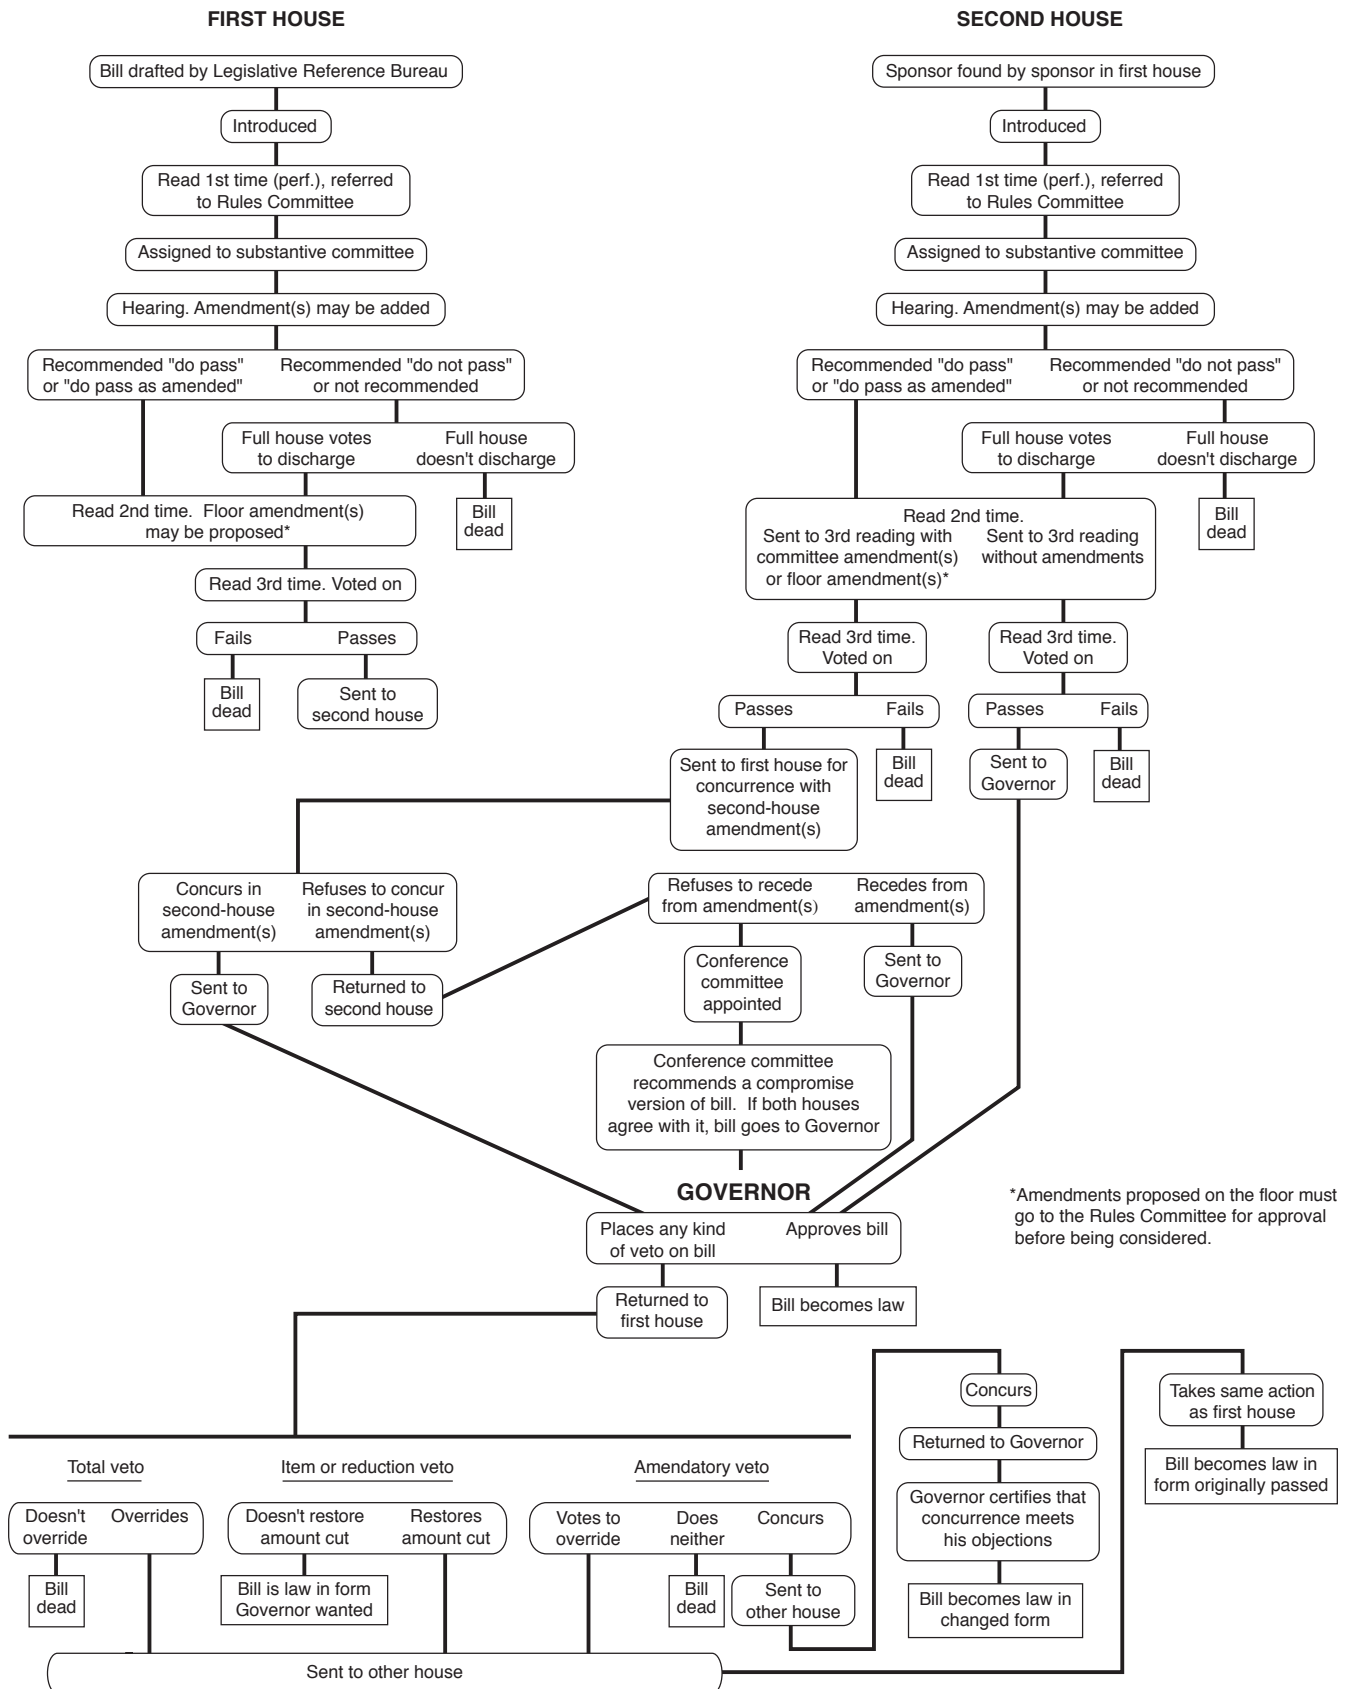 FIRST HOUSE
Bill drafted by Legislative Reference Bureau
Introduced
Read 1st time (perf.), referred
to Rules Committee
Assigned to substantive committee
Hearing. Amendment(s) may be added
Recommended "do pass"
or "do pass as amended"
Recommended "do not pass"
or not recommended
Full house votes
to discharge
Full house
doesn't discharge
Bill
dead
Read 2nd time. Floor amendment(s)
may be proposed*
Read 3rd time. Voted on
Fails
Passes
Bill
dead
Sent to
second house
SECOND HOUSE
Sponsor found by sponsor in first house
Introduced
Read 1st time (perf.), referred
to Rules Committee
Assigned to substantive committee
Hearing. Amendment(s) may be added
Recommended "do pass"
or "do pass as amended"
Recommended "do not pass"
or not recommended
Full house votes
to discharge
Full house
doesn't discharge
Bill
dead
Read 2nd time.
Sent to 3rd reading with
committee amendment(s)
or floor amendment(s)*
Sent to 3rd reading
without amendments
Read 3rd time.
Voted on
Read 3rd time.
Voted on
Passes
Fails
Passes
Fails
Sent to first house for
concurrence with
second-house
amendment(s)
Bill
dead
Sent to
Governor
Bill
dead
Concurs in
second-house
amendment(s)
Refuses to concur
in second-house
amendment(s)
Sent to
Governor
Returned to
second house
Refuses to recede
from amendment(s)
Recedes from
amendment(s)
Conference
committee
appointed
Sent to
Governor
Conference committee
recommends a compromise
version of bill. If both houses
agree with it, bill goes to Governor
GOVERNOR
Places any kind
of veto on bill
Approves bill
Returned to
first house
Bill becomes law
*Amendments proposed on the floor must
go to the Rules Committee for approval
before being considered.
Total veto
Doesn't
override
Overrides
Bill
dead
Item or reduction veto
Doesn't restore
amount cut
Restores
amount cut
Bill is law in form
Governor wanted
Amendatory veto
Votes to
override
Does
neither
Concurs
Bill
dead
Sent to
other house
Sent to other house
Concurs
Returned to Governor
Governor certifies that
concurrence meets
his objections
Bill becomes law in
changed form
Takes same action
as first house
Bill becomes law in
form originally passed